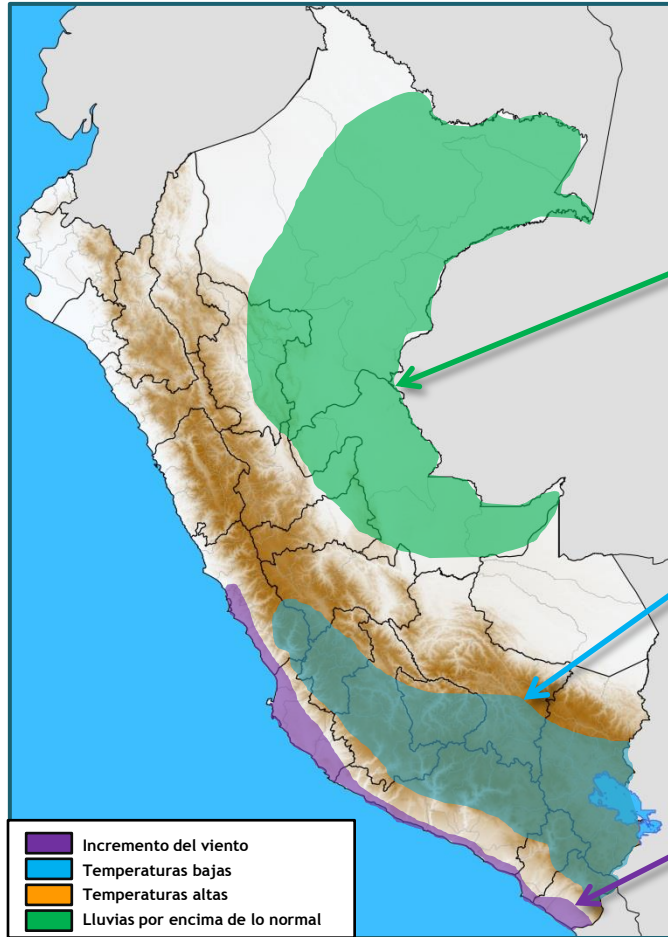 Incremento del viento
Temperaturas bajas
Temperaturas altas
Lluvias por encima de lo normal